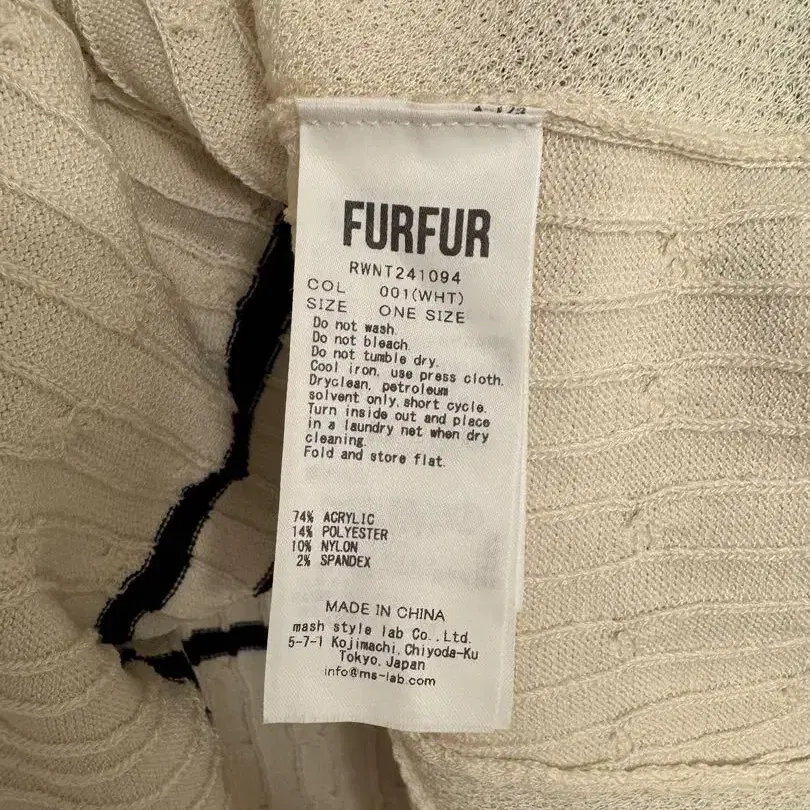 FURFUR
RWNT241094
COL 001(WHT)
SIZE ONE SIZE
Do not wash.
Do not bleach.
Do not tumble dry.
Cool iron, use press cloth.
Dryclean, petroleum
solvent only, short cycle.
Turn inside out and place
in a laundry net when dry
cleaning.
Fold and store flat.
74% ACRYLIC
14% POLYESTER
10% NYLON
2% SPANDEX
MADE IN CHINA
mash style lab Co.,Ltd.
5-7-1 Kojimachi,Chiyoda-Ku
Tokyo,Japan
info@ms-lab.com